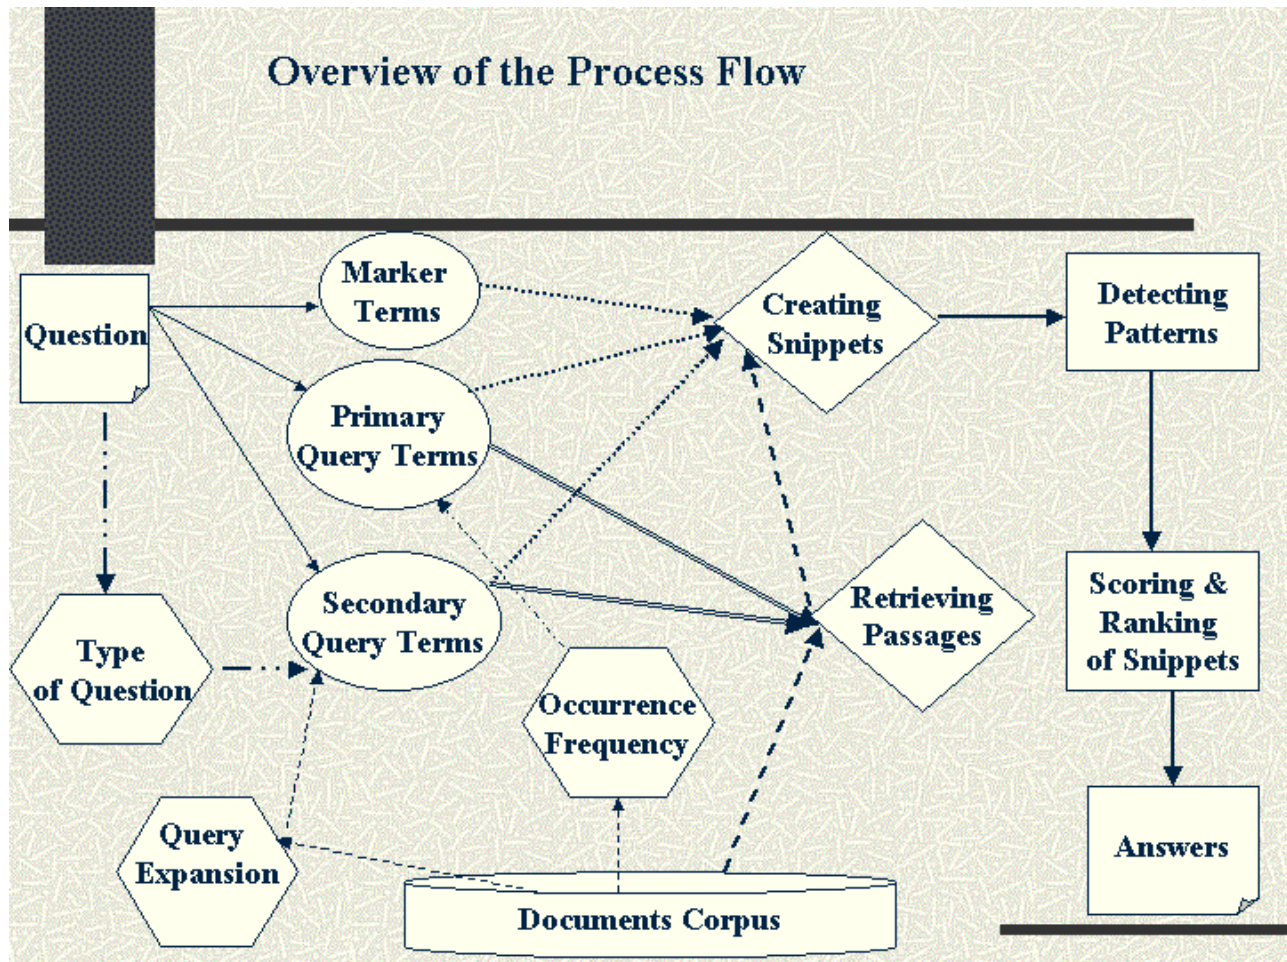 Overview of the Process Flow
Question
Marker
Terms
Primary
Query Terms
Secondary
Query Terms
Type
of Question
Query
Expansion
Occurrence
Frequency
Documents Corpus
Creating
Snippets
Retrieving
Passages
Detecting
Patterns
Scoring &
Ranking
of Snippets
Answers